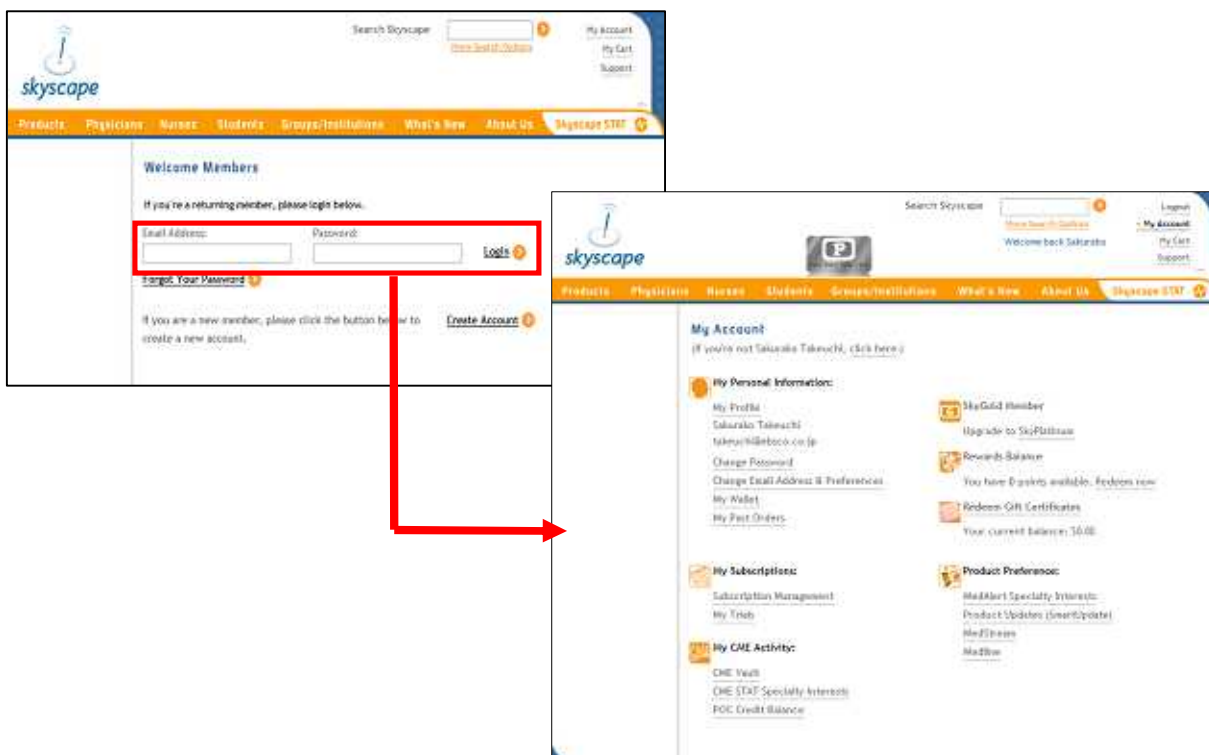 Search Skyscape
More Search Options
My Account
My Cart
Support
skyscape
Products Physicians Nurses Students Groups/Institutions What's New About Us Skyscape STAT
Welcome Members
If you're a returning member, please login below.
Email Address: Password:
Login
Forgot Your Password
If you are a new member, please click the button below to
create a new account.
Create Account
Search Skyscape
More Search Options
Welcome back Sakurako
Logout
My Account
My Cart
Support
skyscape
P
Products Physicians Nurses Students Groups/Institutions What's New About Us Skyscape STAT
My Account
(If you're not Sakurako Takeuchi, click here.)
My Personal Information:
My Profile
Sakurako Takeuchi
takeuchi@ebsco.co.jp
Change Password
Change Email Address & Preferences
My Wallet
My Past Orders
My Subscriptions:
Subscription Management
My Trials
My CME Activity:
CME Vault
CME STAT Specialty Interests
POC Credit Balance
SkyGold Member
Upgrade to SkyPlatinum
Rewards Balance
You have 0 points available. Redeem now
Redeem Gift Certificates
Your current balance: $0.00
Product Preference:
MedAlert Specialty Interests
Product Updates (SmartUpdate)
MedStream